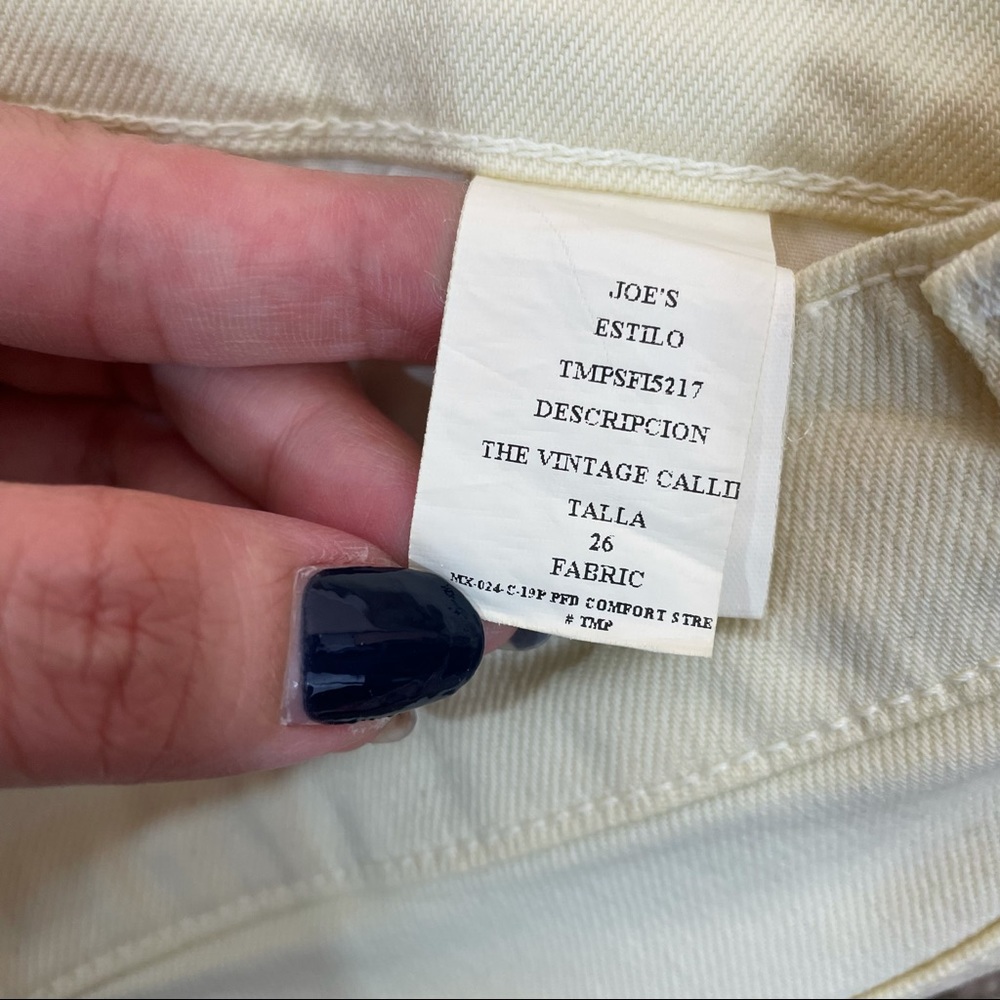 JOE'S
ESTILO
TMPSFI5217
DESCRIPCION
THE VINTAGE CALLI
TALLA
26
FABRIC
MX-024-C-19P PFD COMFORT STRE
# TMP